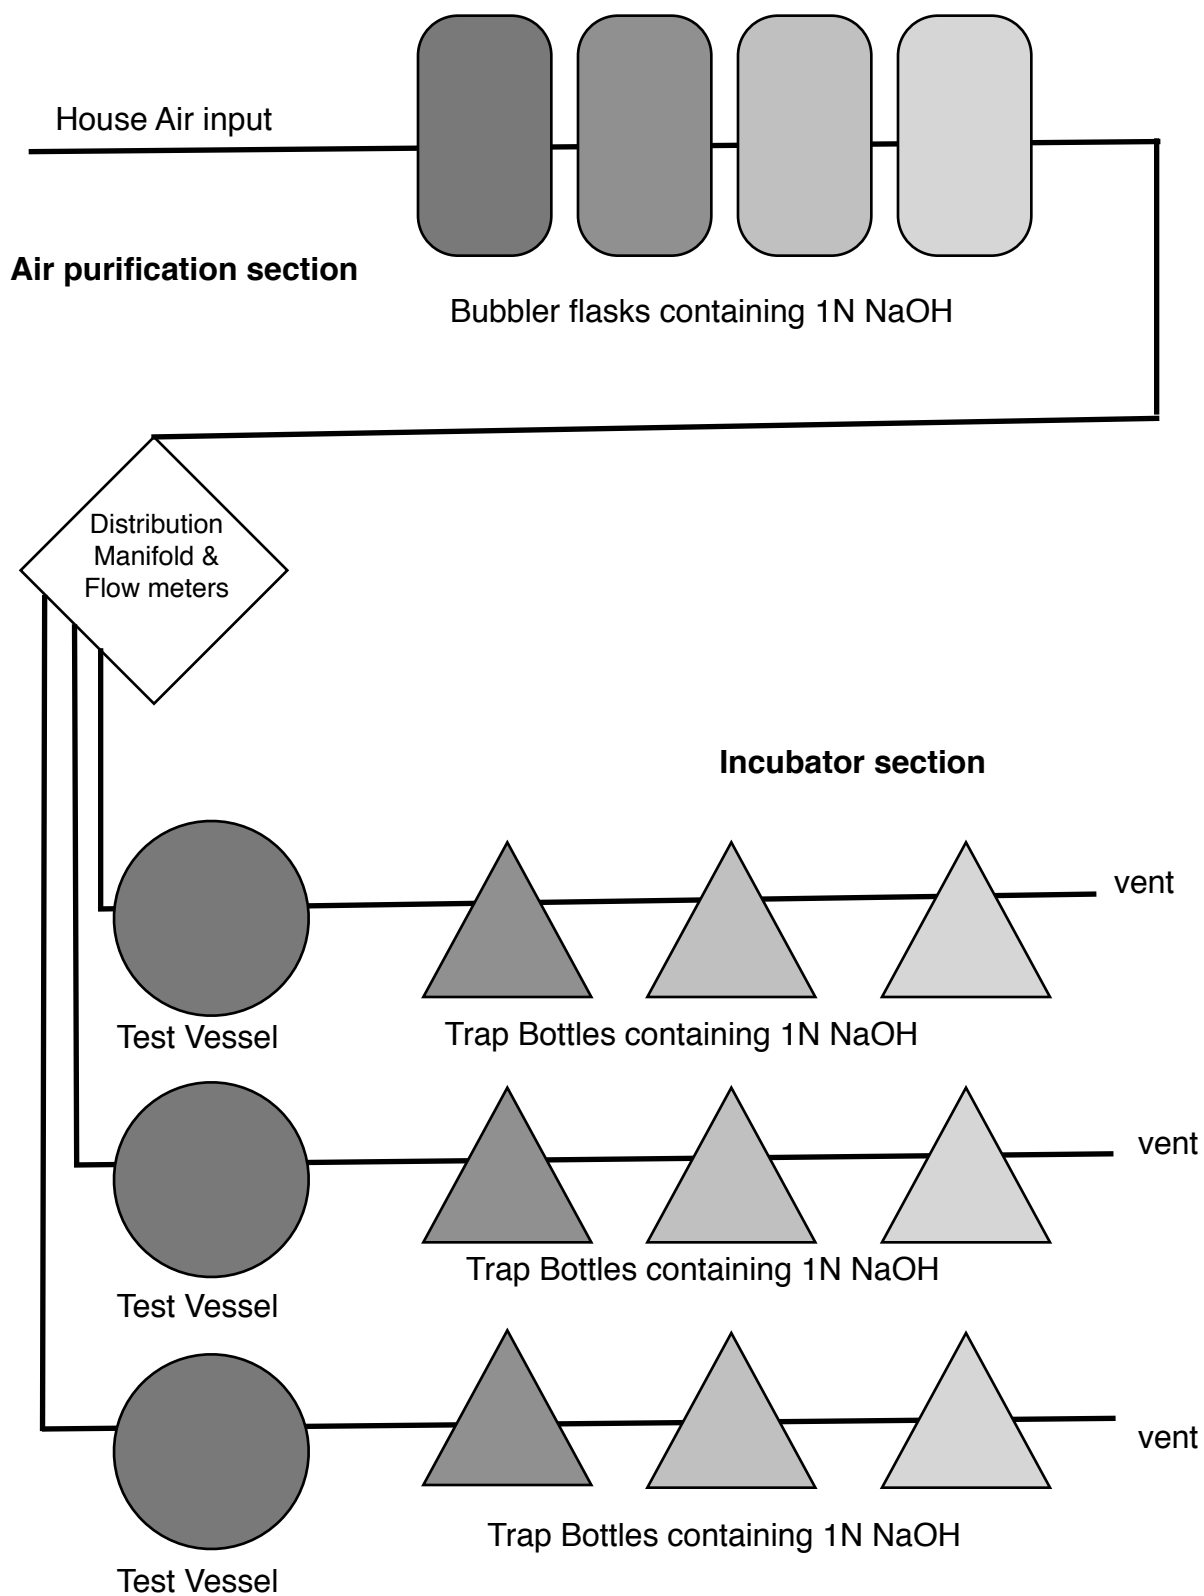 House Air input
Air purification section
Bubbler flasks containing 1N NaOH
Distribution
Manifold &
Flow meters
Incubator section
vent
Test Vessel
Trap Bottles containing 1N NaOH
vent
Trap Bottles containing 1N NaOH
Test Vessel
vent
Trap Bottles containing 1N NaOH
Test Vessel